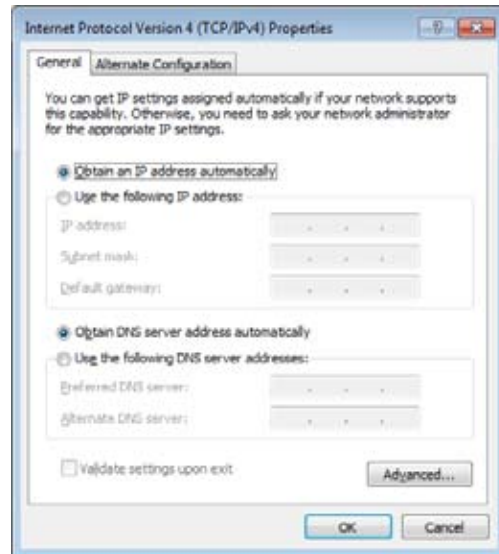 Internet Protocol Version 4 (TCP/IPv4) Properties
General Alternate Configuration
You can get IP settings assigned automatically if your network supports
this capability. Otherwise, you need to ask your network administrator
for the appropriate IP settings.
Obtain an IP address automatically
Use the following IP address:
IP address:
Subnet mask:
Default gateway:
Obtain DNS server address automatically
Use the following DNS server addresses:
Preferred DNS server:
Alternate DNS server:
Validate settings upon exit
Advanced...
OK Cancel